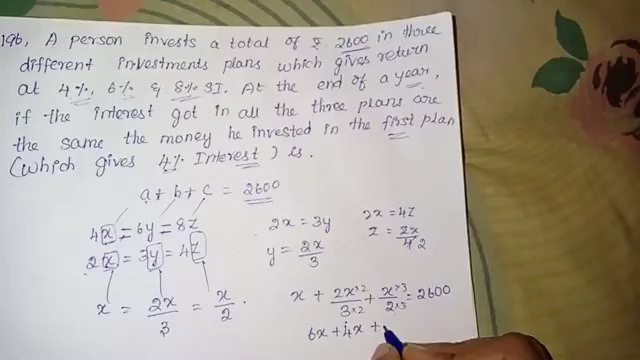 196, A person invests a total of ₹. 2600 in three
different investments plans which gives return
at 4%, 6% & 8% SI. At the end of a year,
if the interest got in all the three plans are
the same the money he invested in the first plan
(which gives 4% Interest) is.
a + b + c = 2600
4x = 6y = 8z
2x = 3y = 4z
x = 2x/3 = x/2.
2x = 3y
y = 2x/3
2x = 4z
z = 2x/4 2
x + 2x×2/3×2 + x×3/2×3 = 2600
6x + 4x +